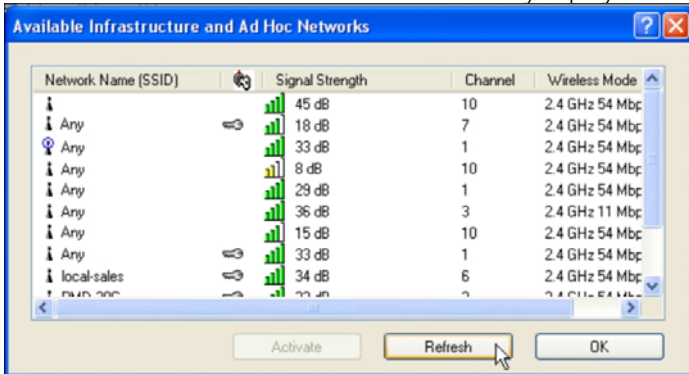 Available Infrastructure and Ad Hoc Networks
Network Name (SSID) Signal Strength Channel Wireless Mode
45 dB 10 2.4 GHz 54 Mbp
Any 18 dB 7 2.4 GHz 54 Mbp
Any 33 dB 1 2.4 GHz 54 Mbp
Any 8 dB 10 2.4 GHz 54 Mbp
Any 29 dB 1 2.4 GHz 54 Mbp
Any 36 dB 3 2.4 GHz 11 Mbp
Any 15 dB 10 2.4 GHz 54 Mbp
Any 33 dB 1 2.4 GHz 54 Mbp
local-sales 34 dB 6 2.4 GHz 54 Mbp
Activate Refresh OK